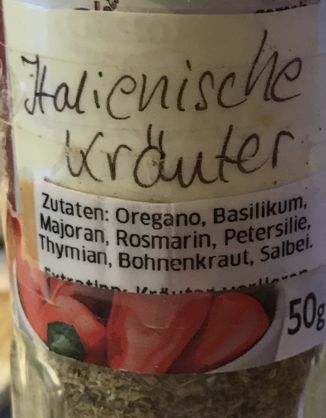 Italienische
Kräuter
Zutaten: Oregano, Basilikum,
Majoran, Rosmarin, Petersilie,
Thymian, Bohnenkraut, Salbei.
50g